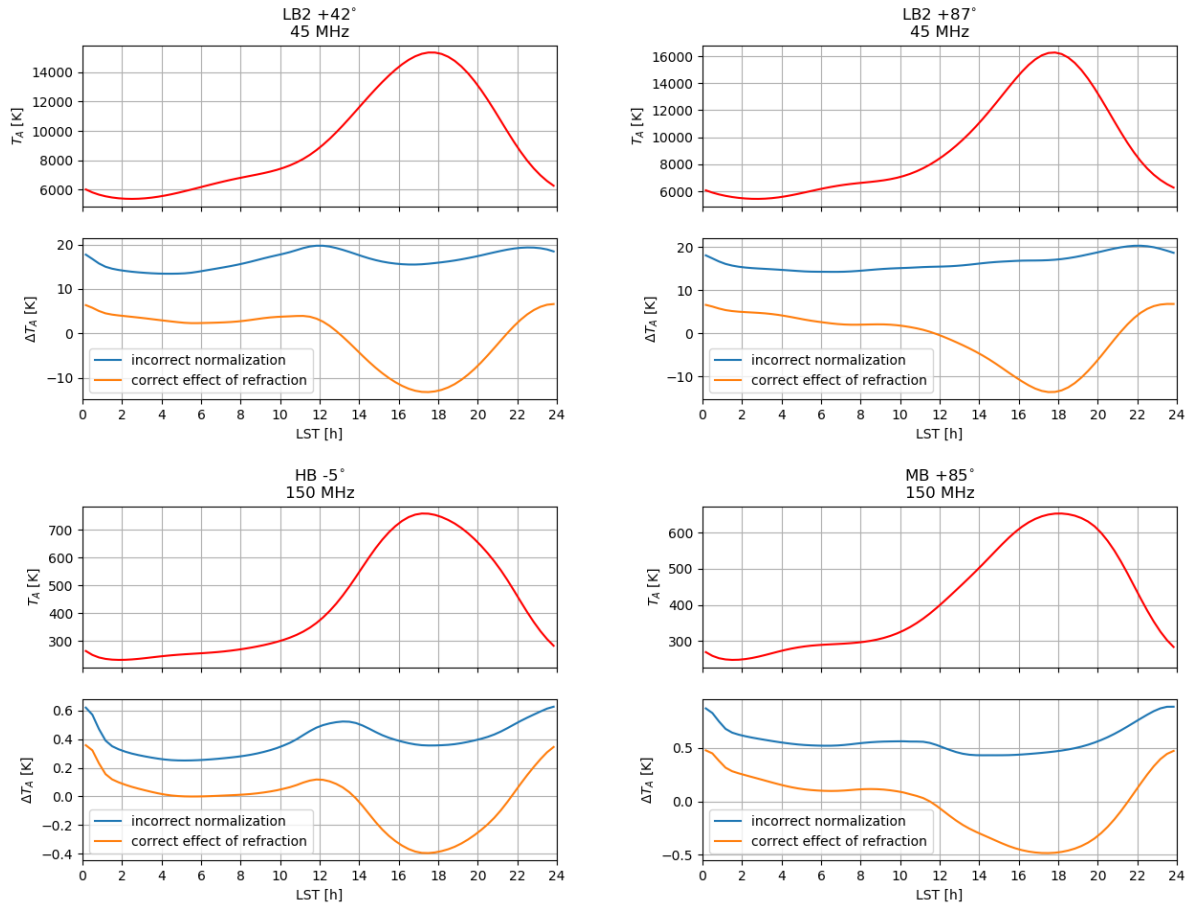 LB2 +42°
45 MHz
14000
12000
10000
8000
6000
T_A [K]
20
10
0
−10
ΔT_A [K]
incorrect normalization
correct effect of refraction
0 2 4 6 8 10 12 14 16 18 20 22 24
LST [h]
LB2 +87°
45 MHz
16000
14000
12000
10000
8000
6000
T_A [K]
20
10
0
−10
ΔT_A [K]
incorrect normalization
correct effect of refraction
0 2 4 6 8 10 12 14 16 18 20 22 24
LST [h]
HB -5°
150 MHz
700
600
500
400
300
T_A [K]
0.6
0.4
0.2
0.0
−0.2
−0.4
ΔT_A [K]
incorrect normalization
correct effect of refraction
0 2 4 6 8 10 12 14 16 18 20 22 24
LST [h]
MB +85°
150 MHz
600
500
400
300
T_A [K]
0.5
0.0
−0.5
ΔT_A [K]
incorrect normalization
correct effect of refraction
0 2 4 6 8 10 12 14 16 18 20 22 24
LST [h]